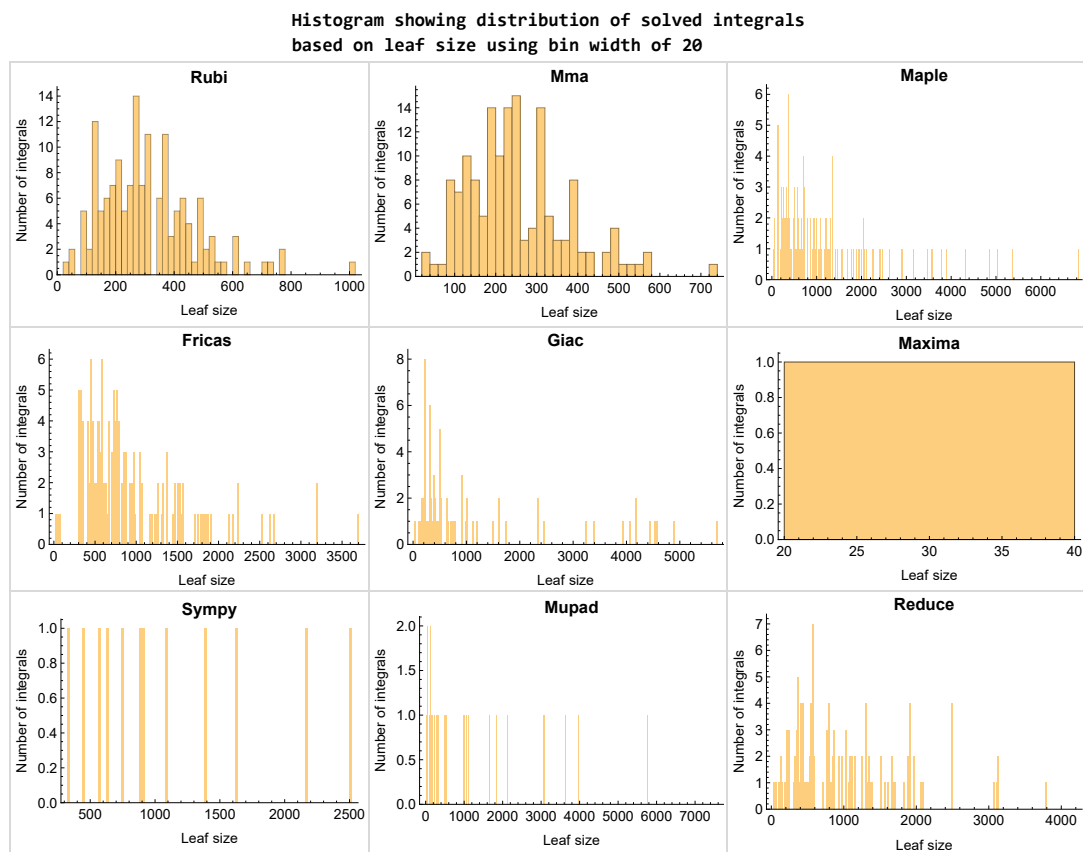 Histogram showing distribution of solved integrals
based on leaf size using bin width of 20
Rubi
Number of integrals
14
12
10
8
6
4
2
0
0 200 400 600 800 1000
Leaf size
Mma
Number of integrals
15
10
5
0
100 200 300 400 500 600 700
Leaf size
Maple
Number of integrals
6
5
4
3
2
1
0
0 1000 2000 3000 4000 5000 6000
Leaf size
Fricas
Number of integrals
6
5
4
3
2
1
0
0 500 1000 1500 2000 2500 3000 3500
Leaf size
Giac
Number of integrals
8
6
4
2
0
0 1000 2000 3000 4000 5000
Leaf size
Maxima
Number of integrals
1.0
0.8
0.6
0.4
0.2
0.0
20 25 30 35 40
Leaf size
Sympy
Number of integrals
1.0
0.8
0.6
0.4
0.2
0.0
500 1000 1500 2000 2500
Leaf size
Mupad
Number of integrals
2.0
1.5
1.0
0.5
0.0
0 1000 2000 3000 4000 5000 6000 7000
Leaf size
Reduce
Number of integrals
7
6
5
4
3
2
1
0
0 1000 2000 3000 4000
Leaf size